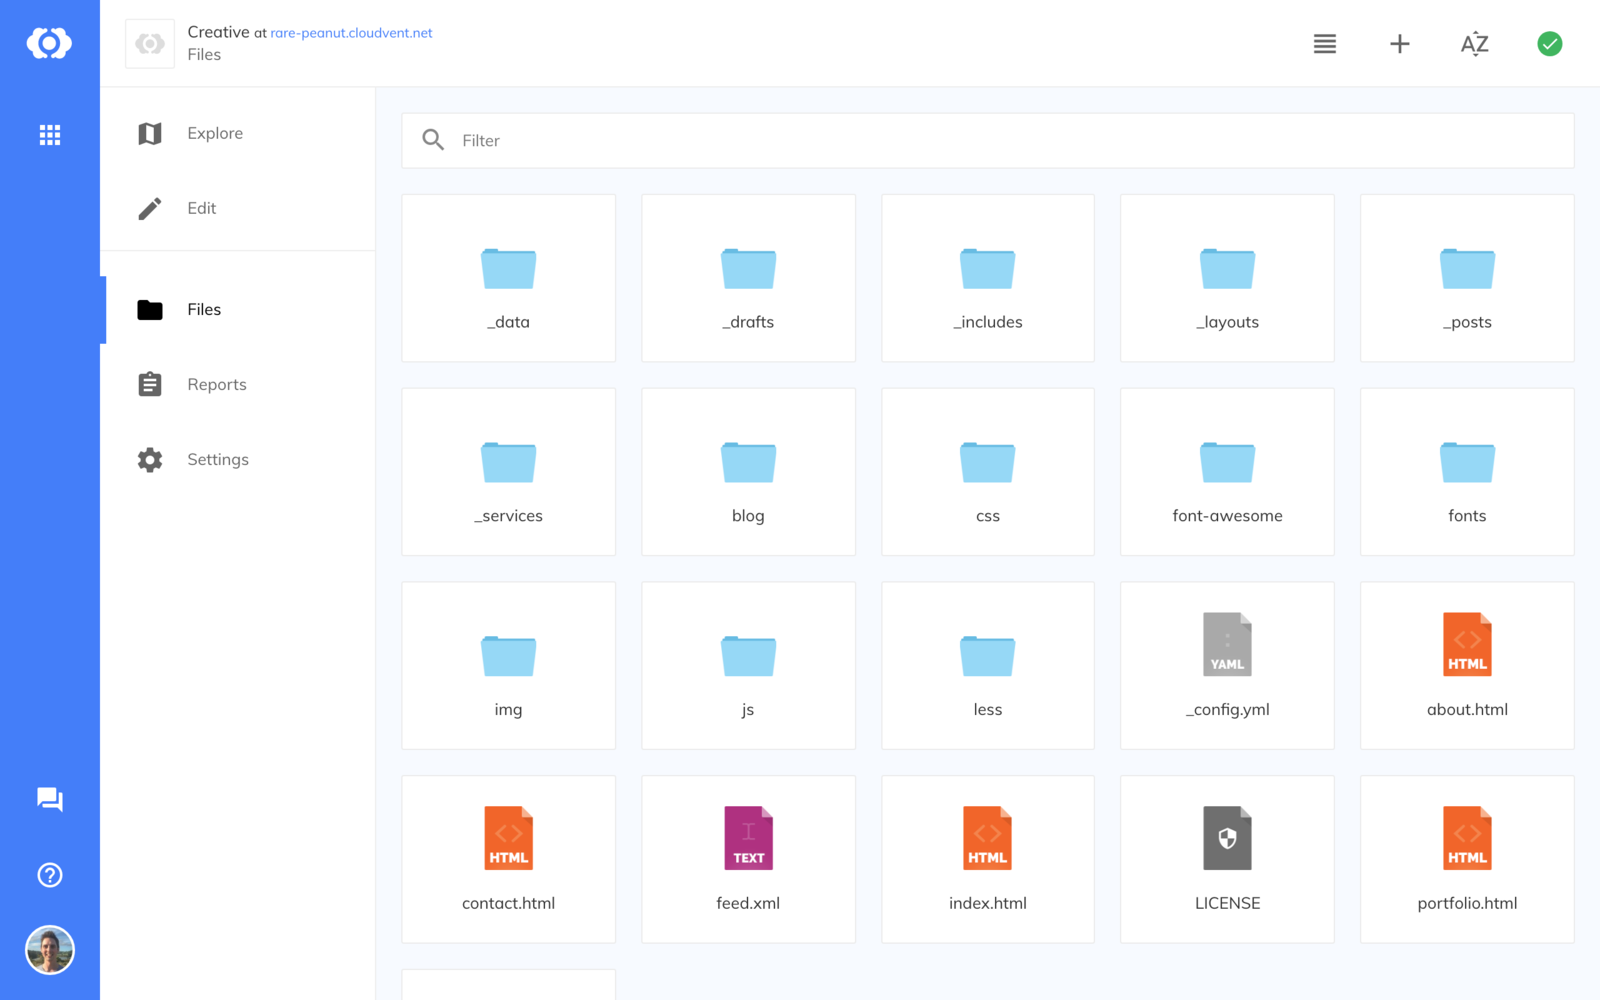 Creative at rare-peanut.cloudvent.net
Files
AZ
Explore
Edit
Files
Reports
Settings
Filter
_data
_drafts
_includes
_layouts
_posts
_services
blog
css
font-awesome
fonts
img
js
less
YAML
_config.yml
HTML
about.html
HTML
contact.html
TEXT
feed.xml
HTML
index.html
LICENSE
HTML
portfolio.html